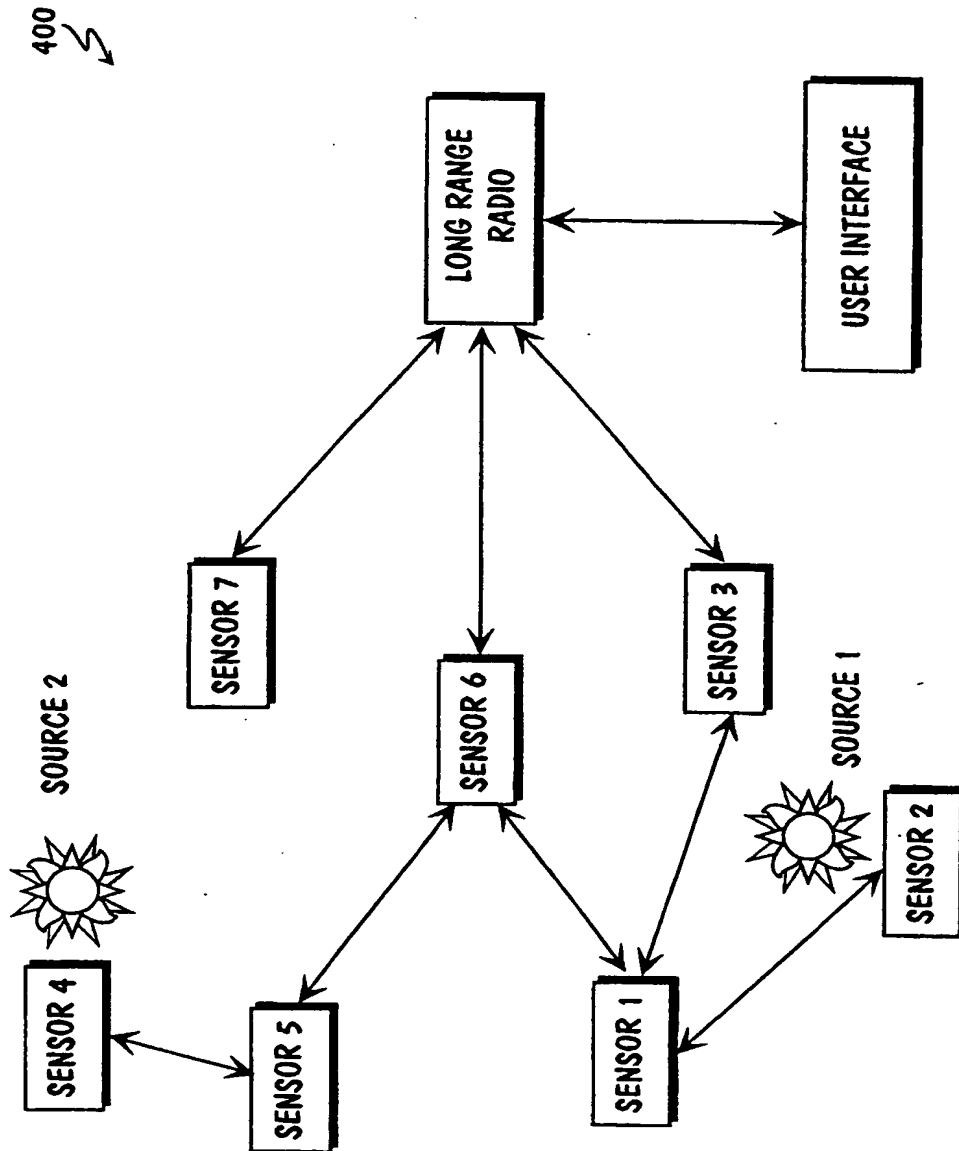 400
SOURCE 2
SENSOR 4
SENSOR 5
SENSOR 7
SENSOR 6
LONG RANGE
RADIO
SENSOR 1
SENSOR 3
SOURCE 1
SENSOR 2
USER INTERFACE